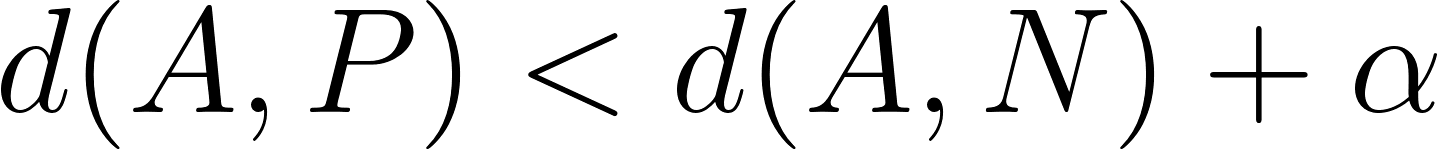 d(A, P) < d(A, N) + α